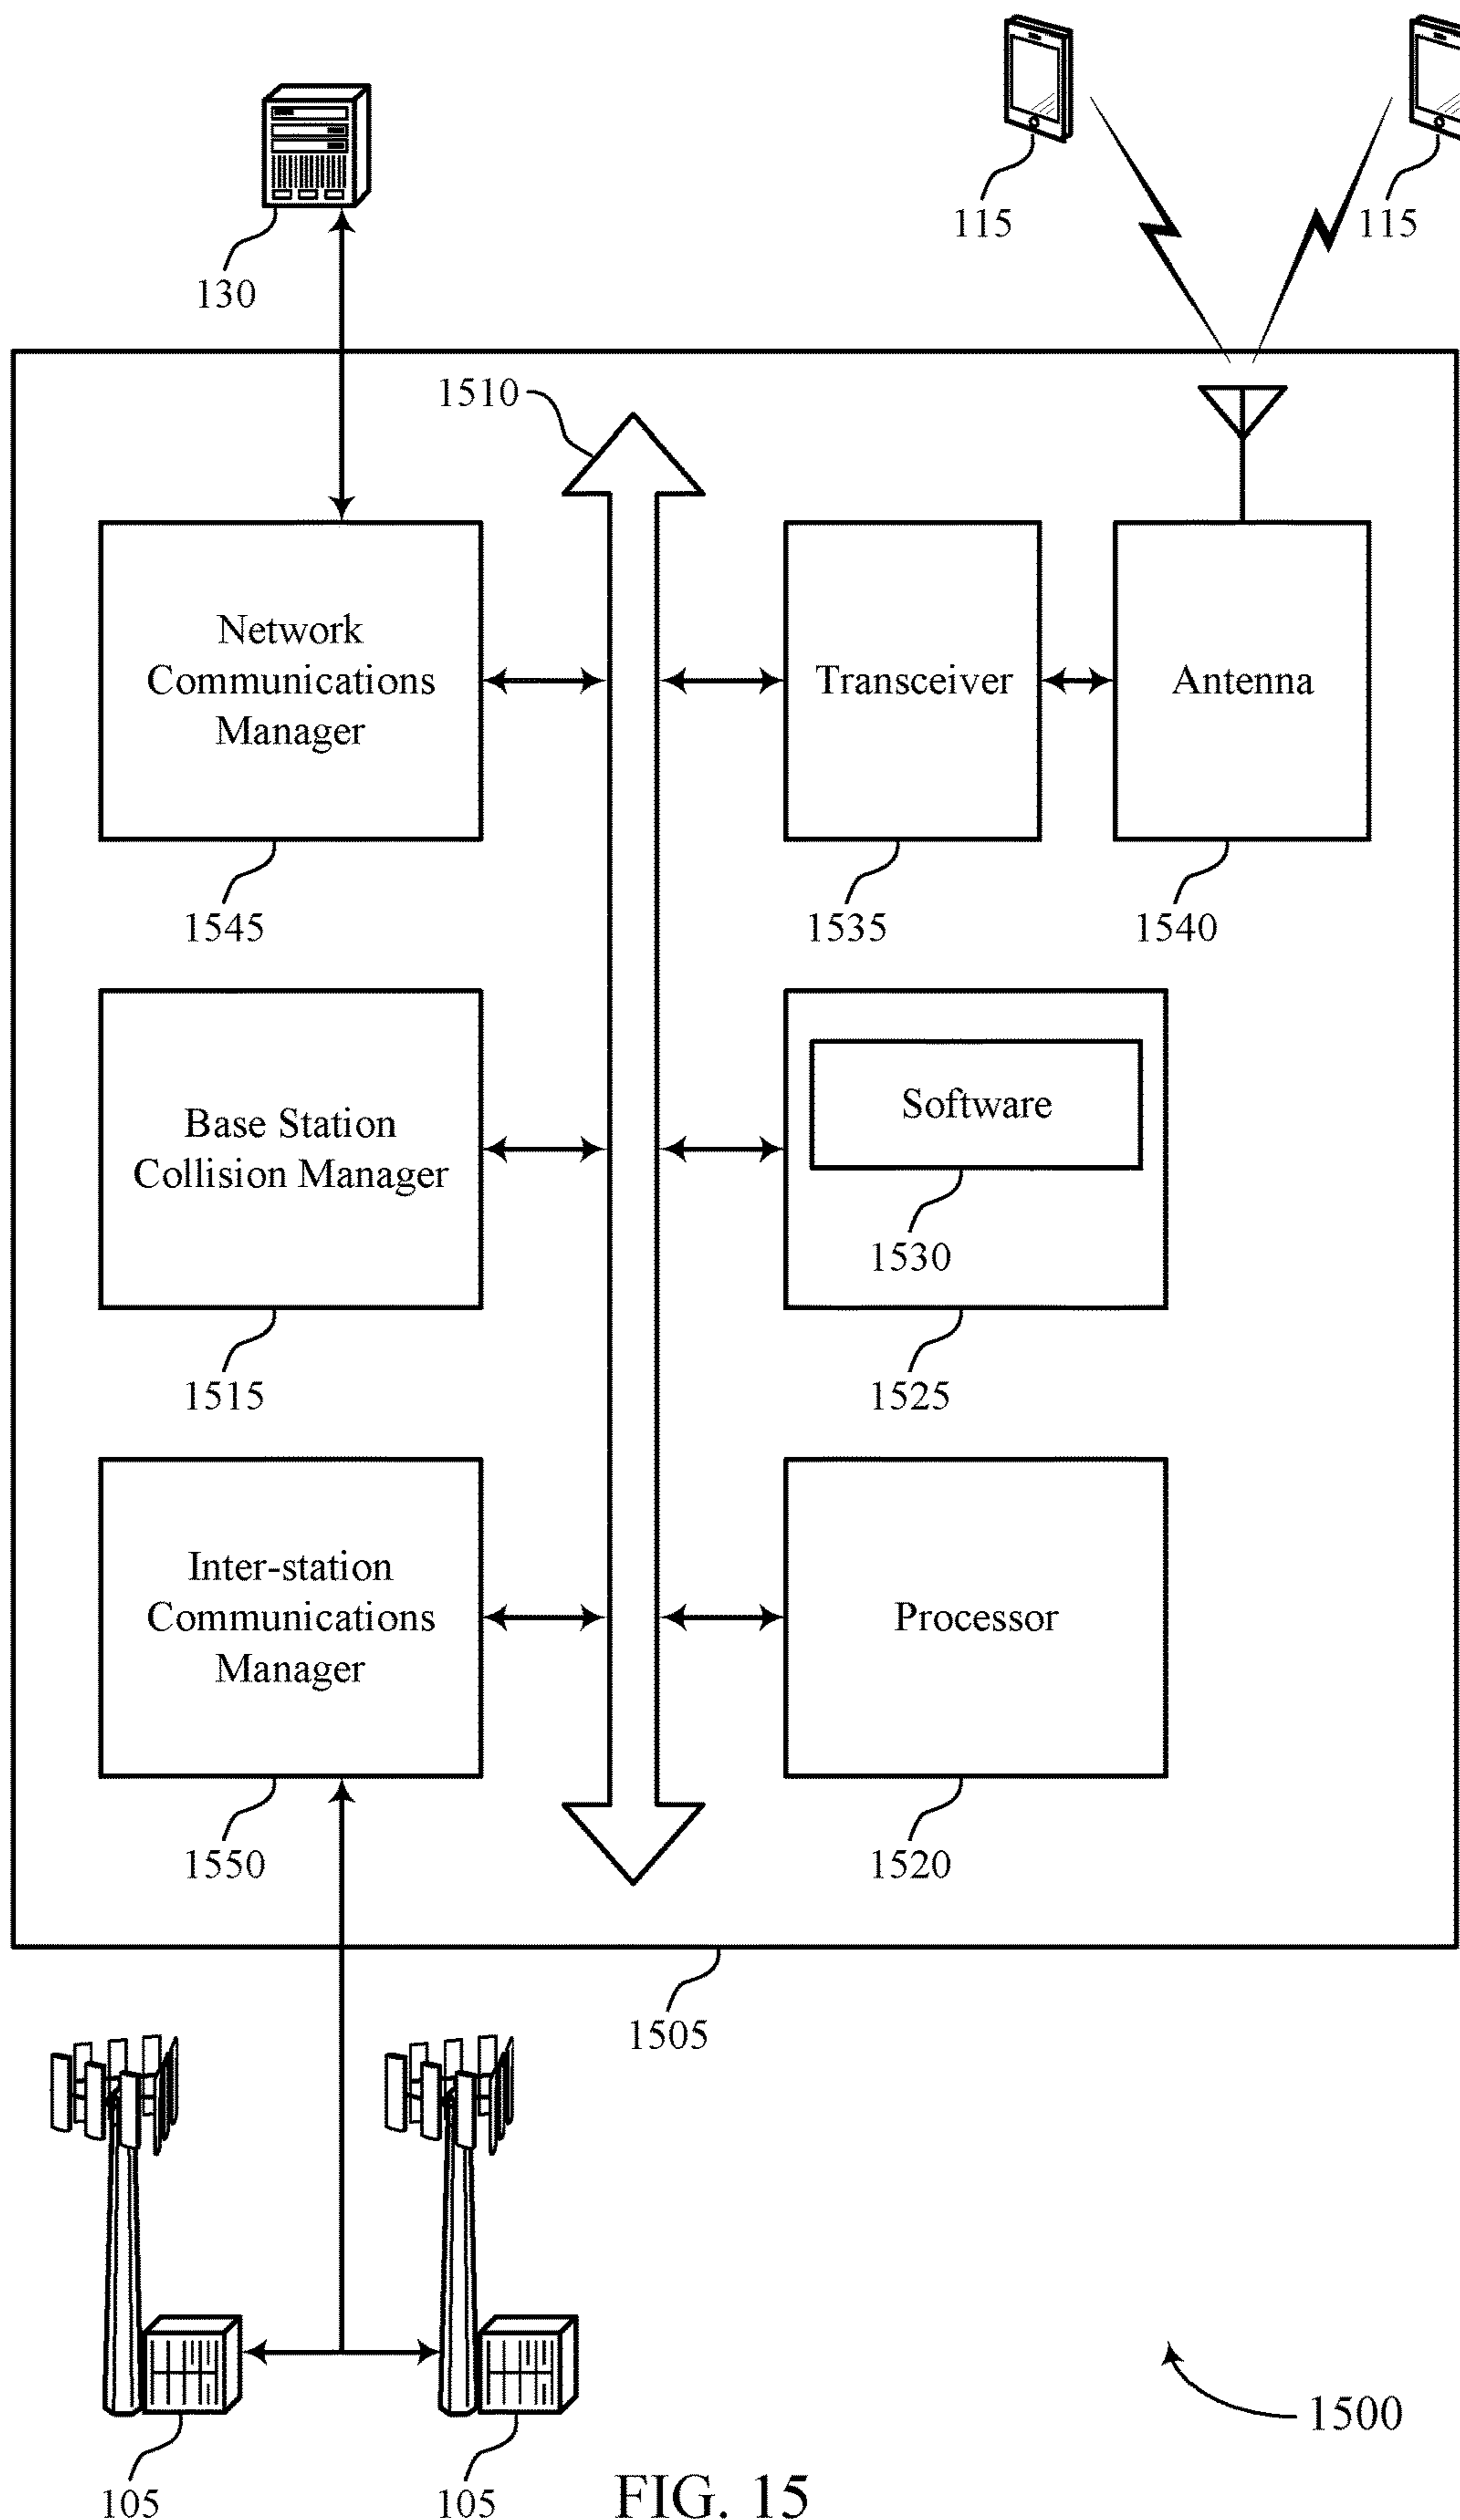 115
115
130
1510
Network
Communications
Manager
Transceiver
Antenna
1545
1535
1540
Base Station
Collision Manager
Software
1530
1515
1525
Inter-station
Communications
Manager
Processor
1550
1520
1505
1500
105
105
FIG. 15